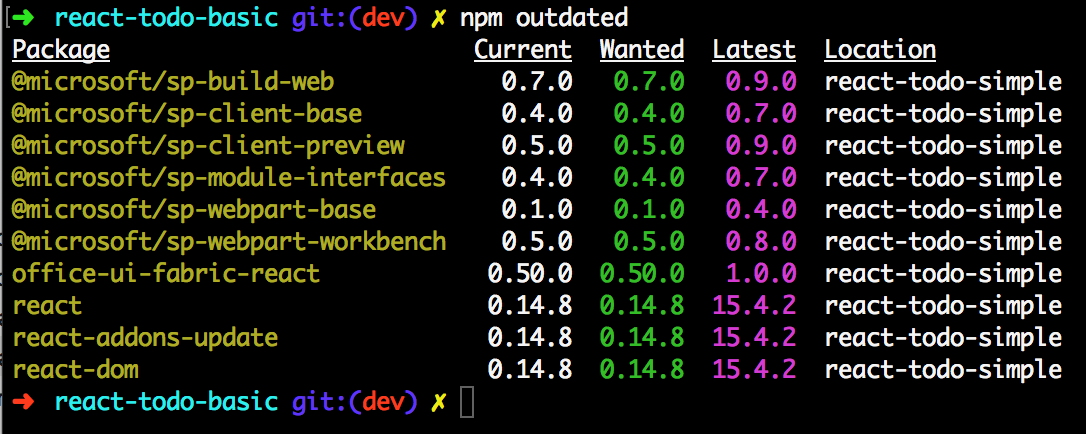 ➜ react-todo-basic git:(dev) ✗ npm outdated
Package Current Wanted Latest Location
@microsoft/sp-build-web 0.7.0 0.7.0 0.9.0 react-todo-simple
@microsoft/sp-client-base 0.4.0 0.4.0 0.7.0 react-todo-simple
@microsoft/sp-client-preview 0.5.0 0.5.0 0.9.0 react-todo-simple
@microsoft/sp-module-interfaces 0.4.0 0.4.0 0.7.0 react-todo-simple
@microsoft/sp-webpart-base 0.1.0 0.1.0 0.4.0 react-todo-simple
@microsoft/sp-webpart-workbench 0.5.0 0.5.0 0.8.0 react-todo-simple
office-ui-fabric-react 0.50.0 0.50.0 1.0.0 react-todo-simple
react 0.14.8 0.14.8 15.4.2 react-todo-simple
react-addons-update 0.14.8 0.14.8 15.4.2 react-todo-simple
react-dom 0.14.8 0.14.8 15.4.2 react-todo-simple
➜ react-todo-basic git:(dev) ✗